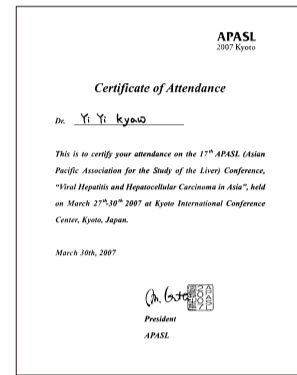 APASL
2007 Kyoto
Certificate of Attendance
Dr. Yi Yi Kyaw
This is to certify your attendance on the 17th APASL (Asian
Pacific Association for the Study of the Liver) Conference,
“Viral Hepatitis and Hepatocellular Carcinoma in Asia”, held
on March 27th-30th 2007 at Kyoto International Conference
Center, Kyoto, Japan.
March 30th, 2007
President
APASL